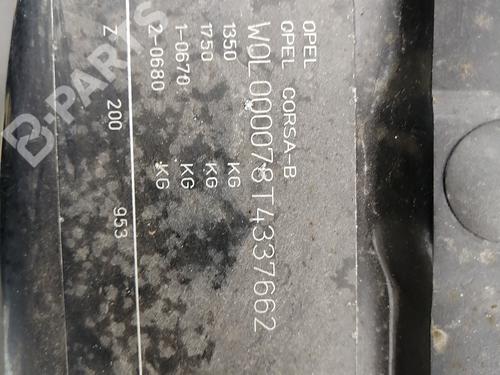 OPEL
OPEL CORSA-B
W0L000078T4337662
1350 KG
1750 KG
1-0670 KG
2-0680 KG
Z 200 953
B-PARTS